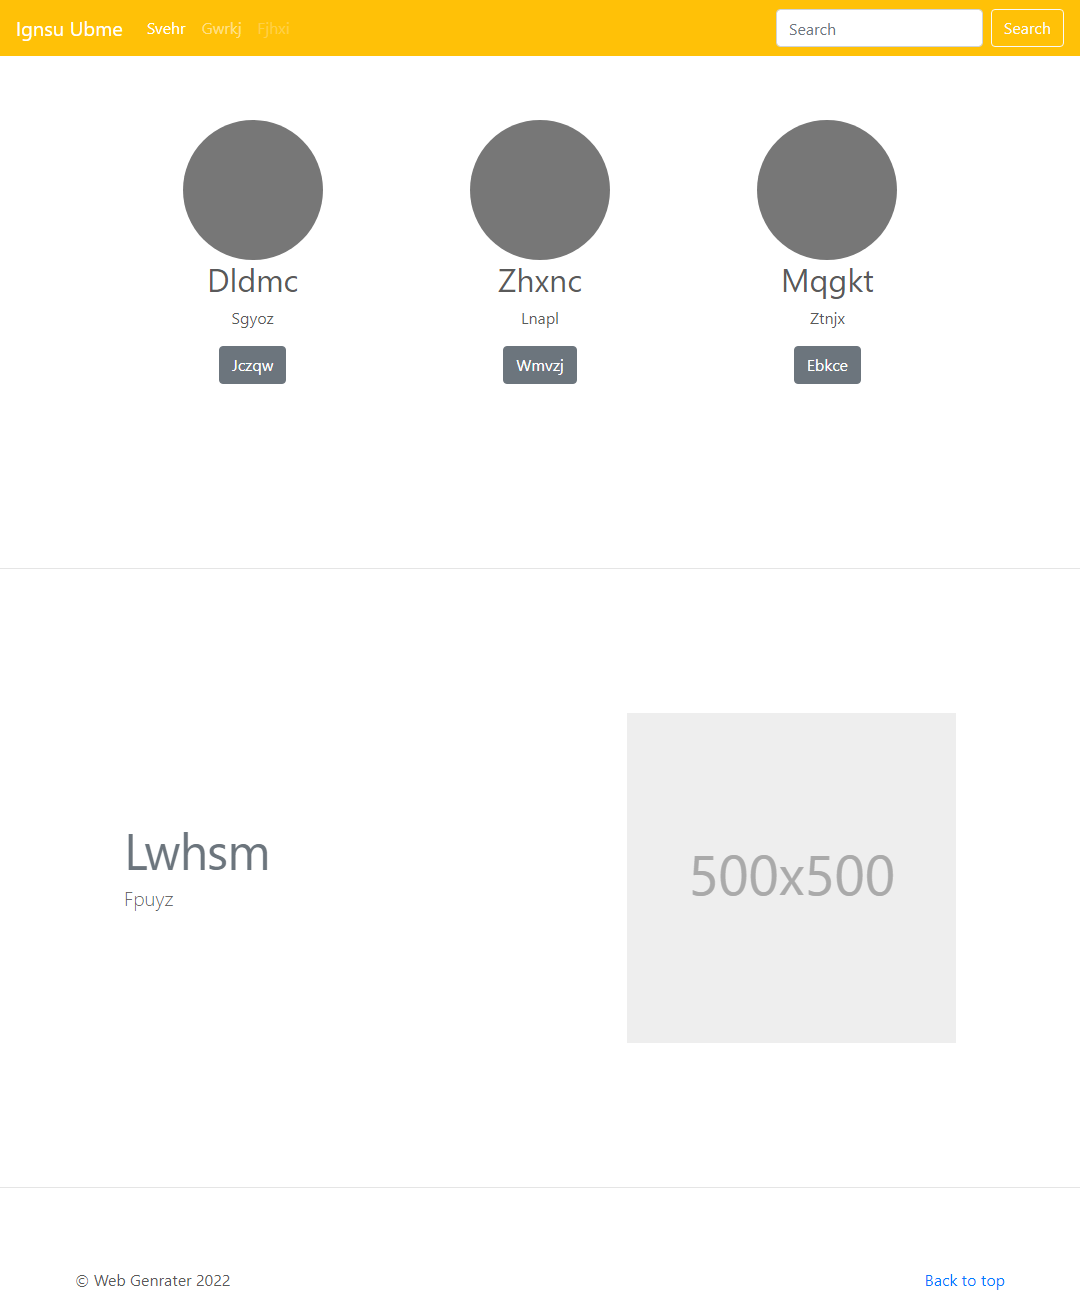 Ignsu Ubme Svehr Gwrkj Fjhxi Search Search
Dldmc Zhxnc Mqgkt
Sgyoz Lnapl Ztnjx
Jczqw Wmvzj Ebkce
Lwhsm
Fpuyz
500x500
© Web Genrater 2022 Back to top